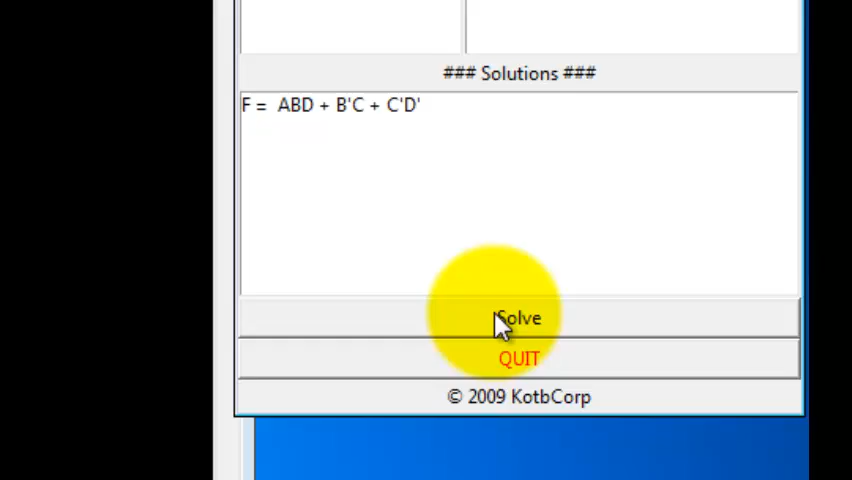 ### Solutions ###
F =  ABD + B'C + C'D'
Solve
QUIT
© 2009 KotbCorp